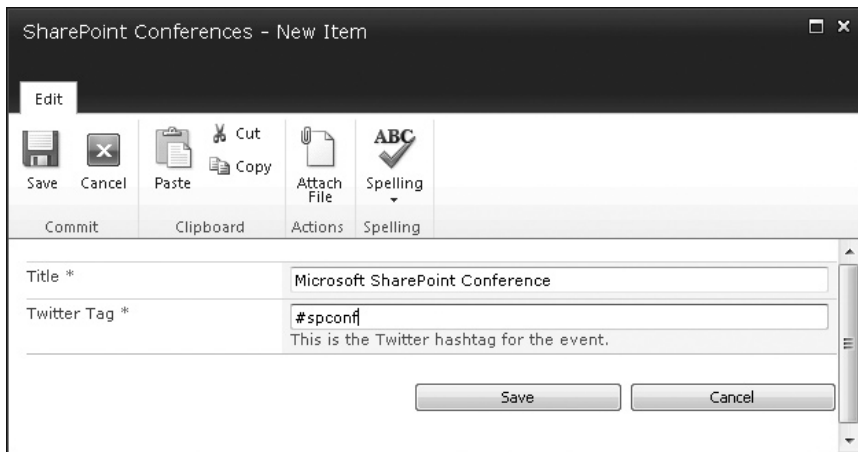 SharePoint Conferences - New Item
Edit
Save
Cancel
Paste
Cut
Copy
Attach
File
ABC
Spelling
Commit
Clipboard
Actions
Spelling
Title *
Microsoft SharePoint Conference
Twitter Tag *
#spconf
This is the Twitter hashtag for the event.
Save
Cancel